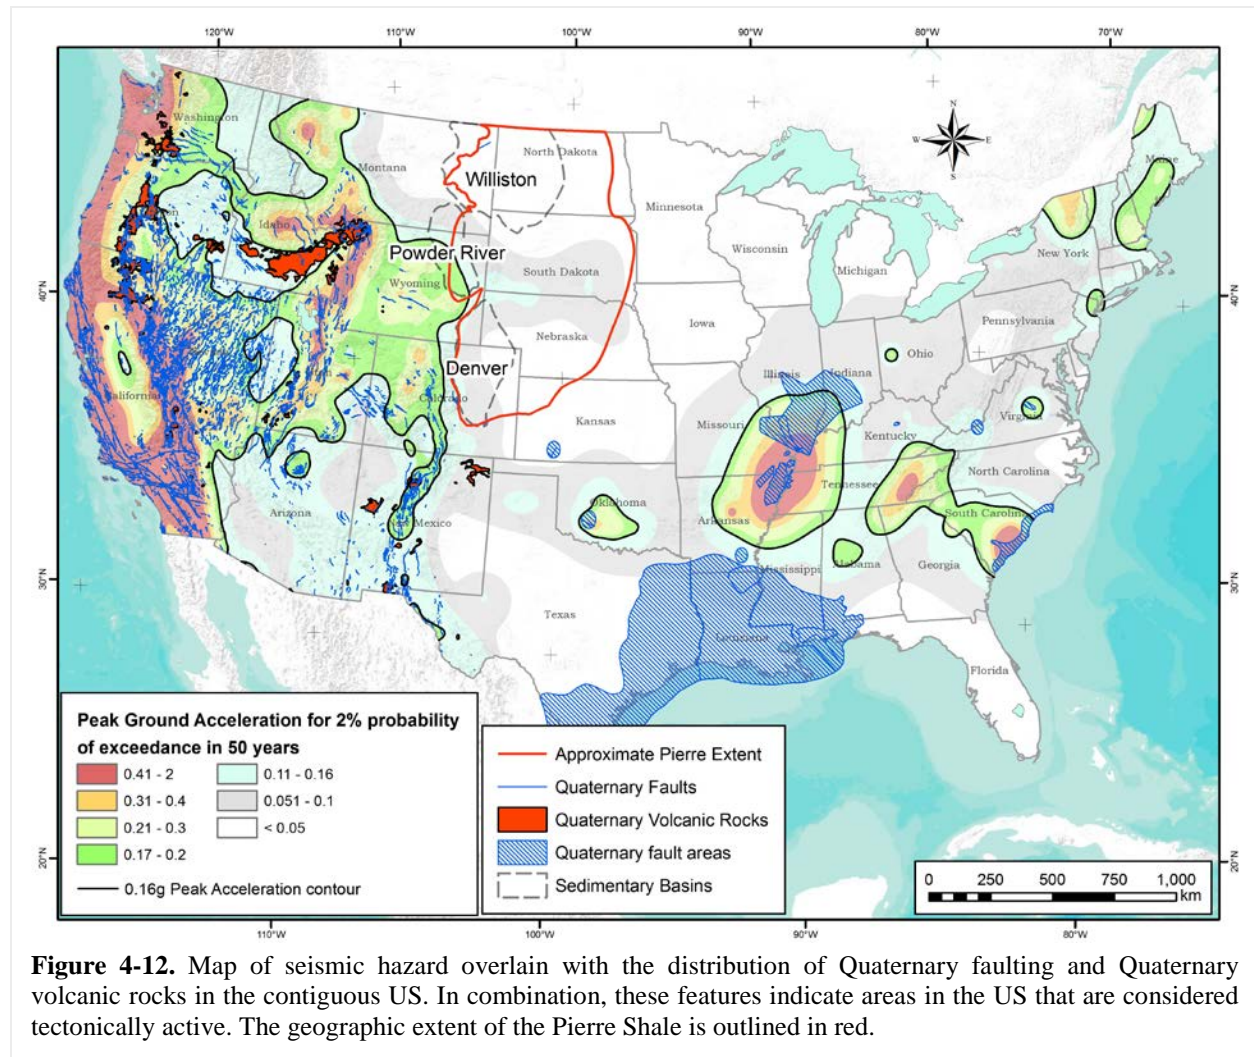 120°W 110°W 100°W 90°W 80°W 70°W
Washington
Montana
North Dakota
Minnesota
Maine
Williston
Idaho
Wisconsin
Michigan
New York
Powder River
Wyoming
South Dakota
40°N
40°N
Nebraska
Iowa
Pennsylvania
Ohio
Denver
Illinois
Indiana
California
Colorado
Kansas
Missouri
Kentucky
Virginia
North Carolina
Tennessee
Oklahoma
Arkansas
South Carolina
Arizona
New Mexico
Mississippi
Alabama
Georgia
30°N
30°N
Texas
Louisiana
Florida
N
W E
S
Peak Ground Acceleration for 2% probability
of exceedance in 50 years
0.41 - 2
0.31 - 0.4
0.21 - 0.3
0.17 - 0.2
0.11 - 0.16
0.051 - 0.1
< 0.05
0.16g Peak Acceleration contour
Approximate Pierre Extent
Quaternary Faults
Quaternary Volcanic Rocks
Quaternary fault areas
Sedimentary Basins
0 250 500 750 1,000
km
20°N
20°N
110°W 100°W 90°W 80°W
Figure 4-12. Map of seismic hazard overlain with the distribution of Quaternary faulting and Quaternary
volcanic rocks in the contiguous US. In combination, these features indicate areas in the US that are considered
tectonically active. The geographic extent of the Pierre Shale is outlined in red.